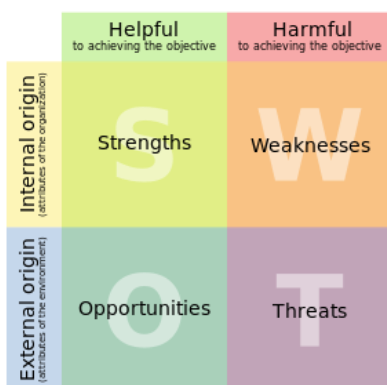 Helpful
to achieving the objective
Harmful
to achieving the objective
Internal origin
(attributes of the organization)
S
Strengths
W
Weaknesses
External origin
(attributes of the environment)
O
Opportunities
T
Threats